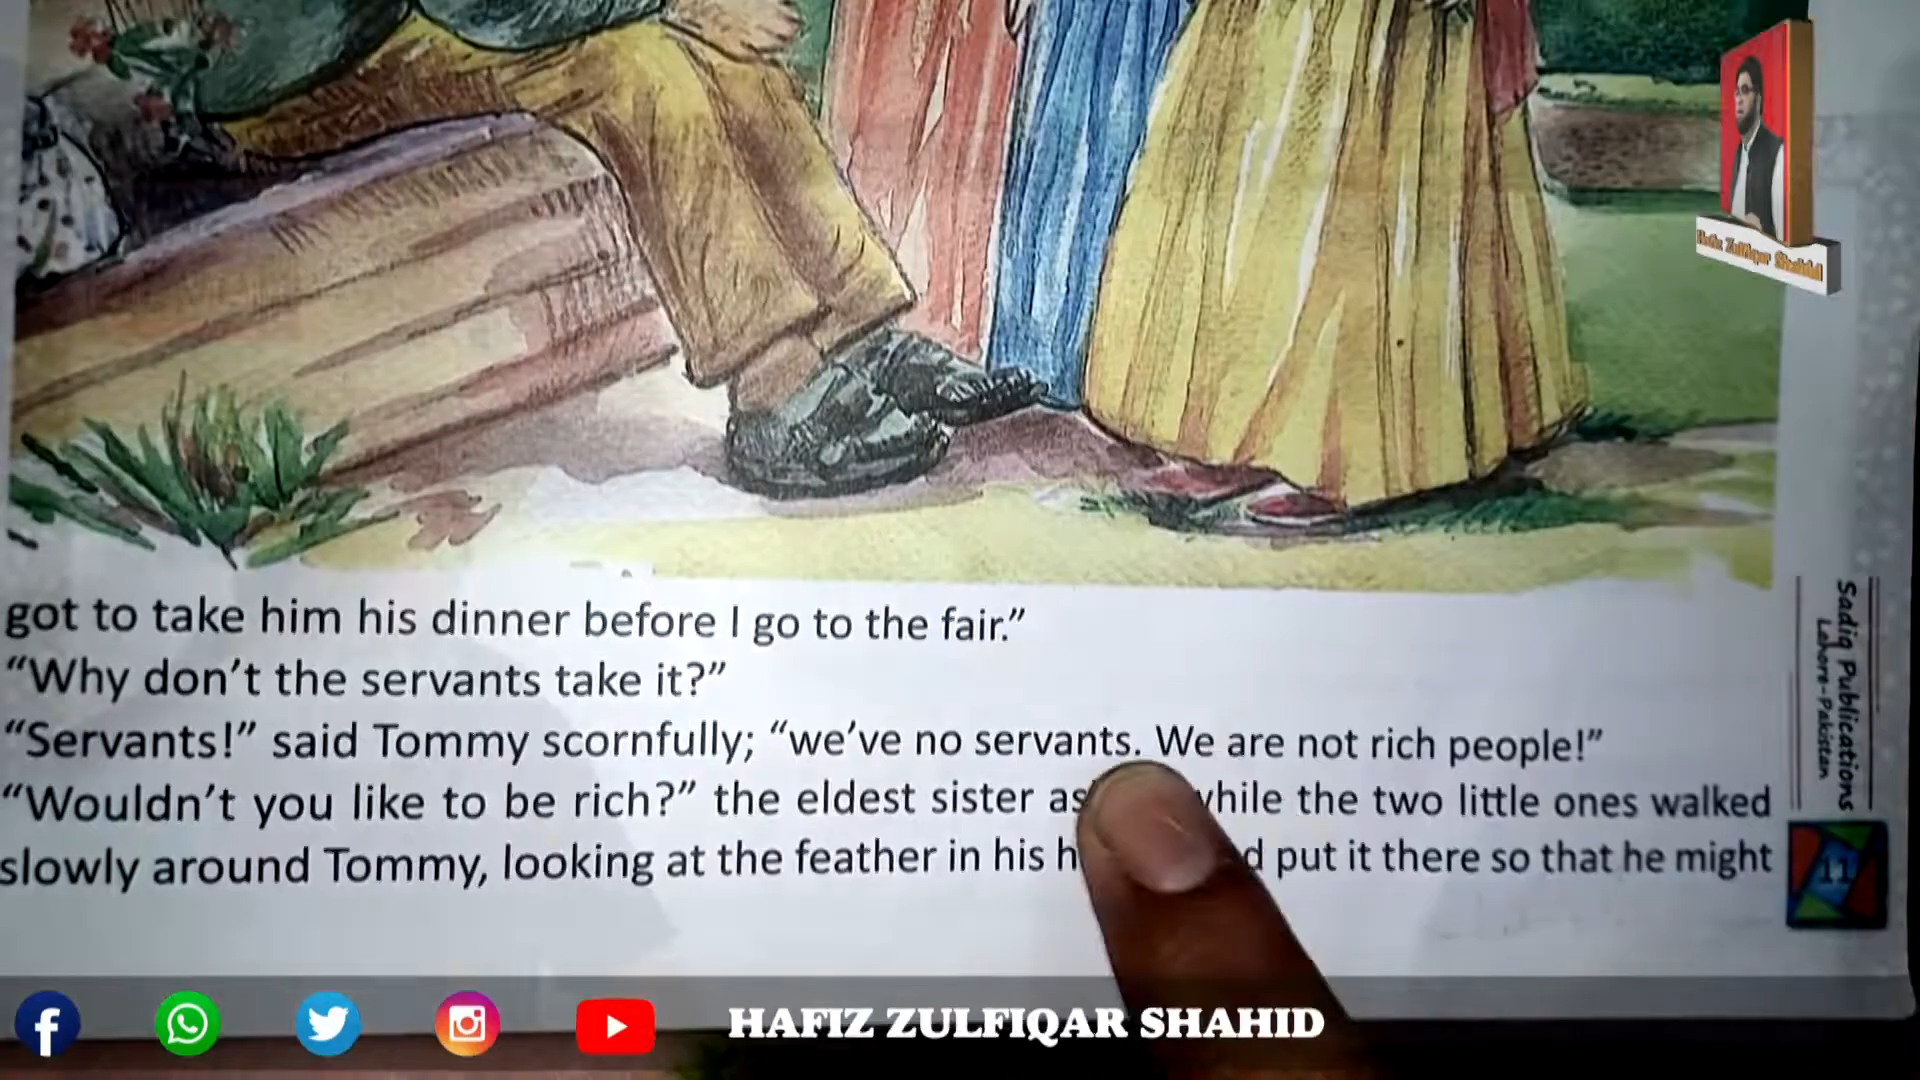 Hafiz Zulfiqar Shahid
got to take him his dinner before I go to the fair.”
“Why don’t the servants take it?”
“Servants!” said Tommy scornfully; “we’ve no servants. We are not rich people!”
“Wouldn’t you like to be rich?” the eldest sister while the two little ones walked
slowly around Tommy, looking at the feather in his put it there so that he might
Sadiq Publications
Lahore-Pakistan
11
HAFIZ ZULFIQAR SHAHID